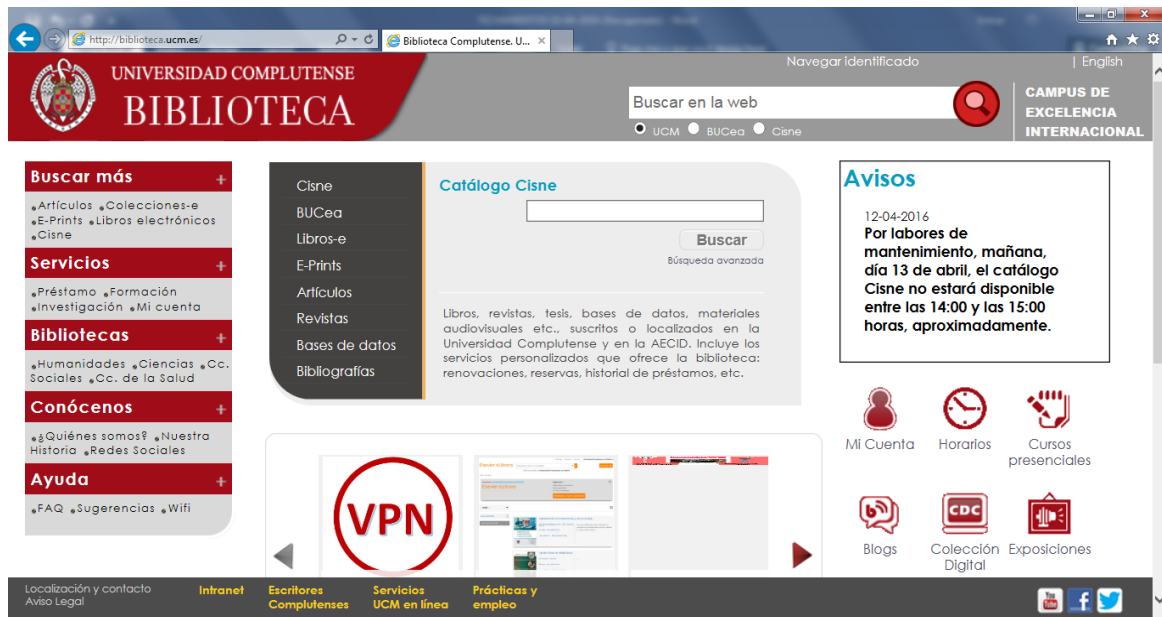 http://biblioteca.ucm.es/
Biblioteca Complutense. U...
UNIVERSIDAD COMPLUTENSE
BIBLIOTECA
Navegar identificado
| English
Buscar en la web
UCM BUCea Cisne
CAMPUS DE
EXCELENCIA
INTERNACIONAL
Buscar más +
Artículos Colecciones-e
E-Prints Libros electrónicos
Cisne
Servicios +
Préstamo Formación
Investigación Mi cuenta
Bibliotecas +
Humanidades Ciencias Cc.
Sociales Cc. de la Salud
Conócenos +
¿Quiénes somos? Nuestra
Historia Redes Sociales
Ayuda +
FAQ Sugerencias Wifi
Cisne
BUCea
Libros-e
E-Prints
Artículos
Revistas
Bases de datos
Bibliografías
Catálogo Cisne
Buscar
Búsqueda avanzada
Libros, revistas, tesis, bases de datos, materiales
audiovisuales etc., suscritos o localizados en la
Universidad Complutense y en la AECID. Incluye los
servicios personalizados que ofrece la biblioteca:
renovaciones, reservas, historial de préstamos, etc.
Avisos
12-04-2016
Por labores de
mantenimiento, mañana,
día 13 de abril, el catálogo
Cisne no estará disponible
entre las 14:00 y las 15:00
horas, aproximadamente.
Mi Cuenta
Horarios
Cursos
presenciales
CDC
Blogs
Colección
Digital
Exposiciones
VPN
Localización y contacto
Aviso Legal
Intranet
Escritores
Complutenses
Servicios
UCM en línea
Prácticas y
empleo
You
Tube